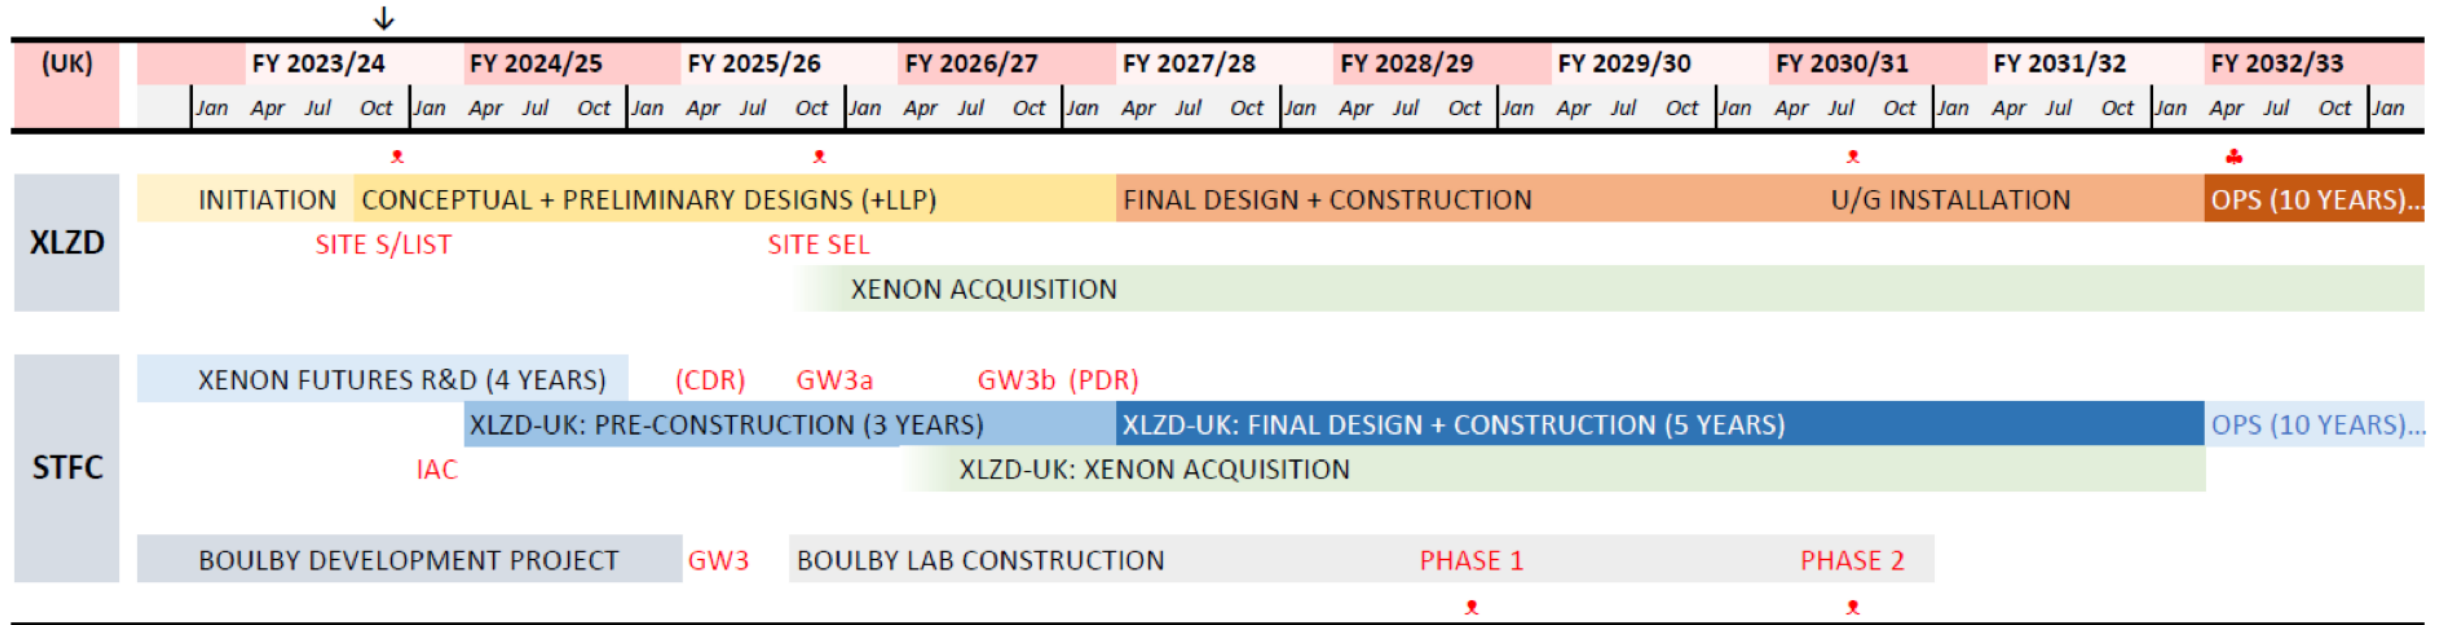 ↓
(UK) FY 2023/24 FY 2024/25 FY 2025/26 FY 2026/27 FY 2027/28 FY 2028/29 FY 2029/30 FY 2030/31 FY 2031/32 FY 2032/33
Jan Apr Jul Oct Jan Apr Jul Oct Jan Apr Jul Oct Jan Apr Jul Oct Jan Apr Jul Oct Jan Apr Jul Oct Jan Apr Jul Oct Jan Apr Jul Oct Jan Apr Jul Oct Jan Apr Jul Oct Jan
INITIATION CONCEPTUAL + PRELIMINARY DESIGNS (+LLP) FINAL DESIGN + CONSTRUCTION U/G INSTALLATION OPS (10 YEARS)...
XLZD SITE S/LIST SITE SEL
XENON ACQUISITION
XENON FUTURES R&D (4 YEARS) (CDR) GW3a GW3b (PDR)
XLZD-UK: PRE-CONSTRUCTION (3 YEARS) XLZD-UK: FINAL DESIGN + CONSTRUCTION (5 YEARS) OPS (10 YEARS)...
STFC IAC XLZD-UK: XENON ACQUISITION
BOULBY DEVELOPMENT PROJECT GW3 BOULBY LAB CONSTRUCTION PHASE 1 PHASE 2